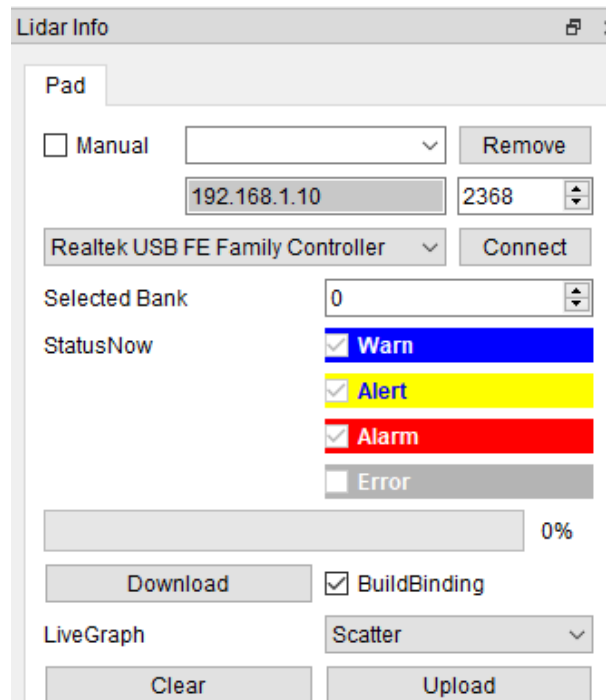 Lidar Info
Pad
Manual Remove
192.168.1.10 2368
Realtek USB FE Family Controller Connect
Selected Bank 0
StatusNow Warn
Alert
Alarm
Error
0%
Download BuildBinding
LiveGraph Scatter
Clear Upload